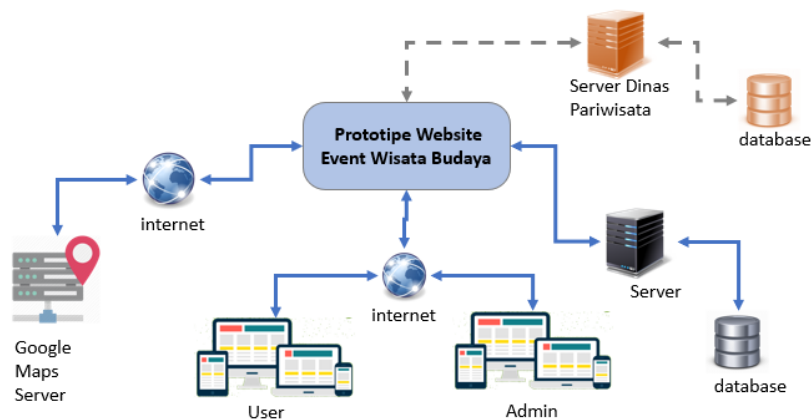 Server Dinas
Pariwisata
database
Prototipe Website
Event Wisata Budaya
internet
Server
internet
Google
Maps
Server
database
User
Admin